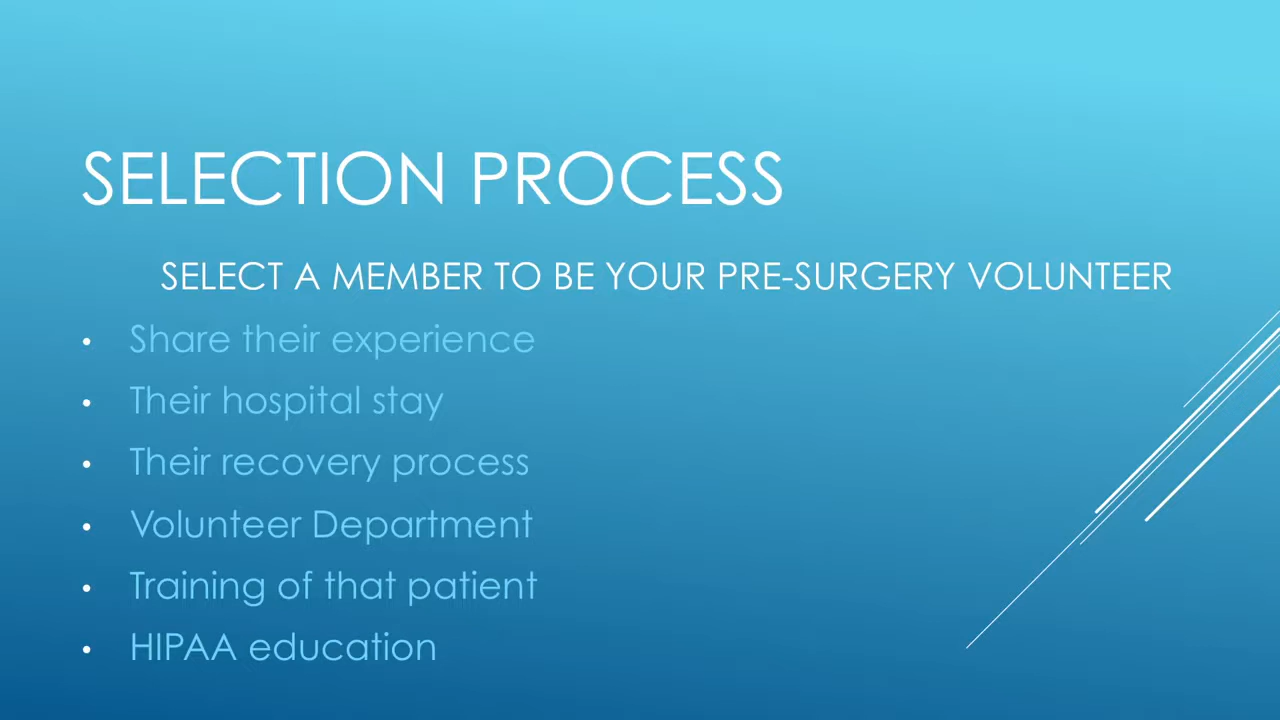 SELECTION PROCESS
SELECT A MEMBER TO BE YOUR PRE-SURGERY VOLUNTEER
• Share their experience
• Their hospital stay
• Their recovery process
• Volunteer Department
• Training of that patient
• HIPAA education